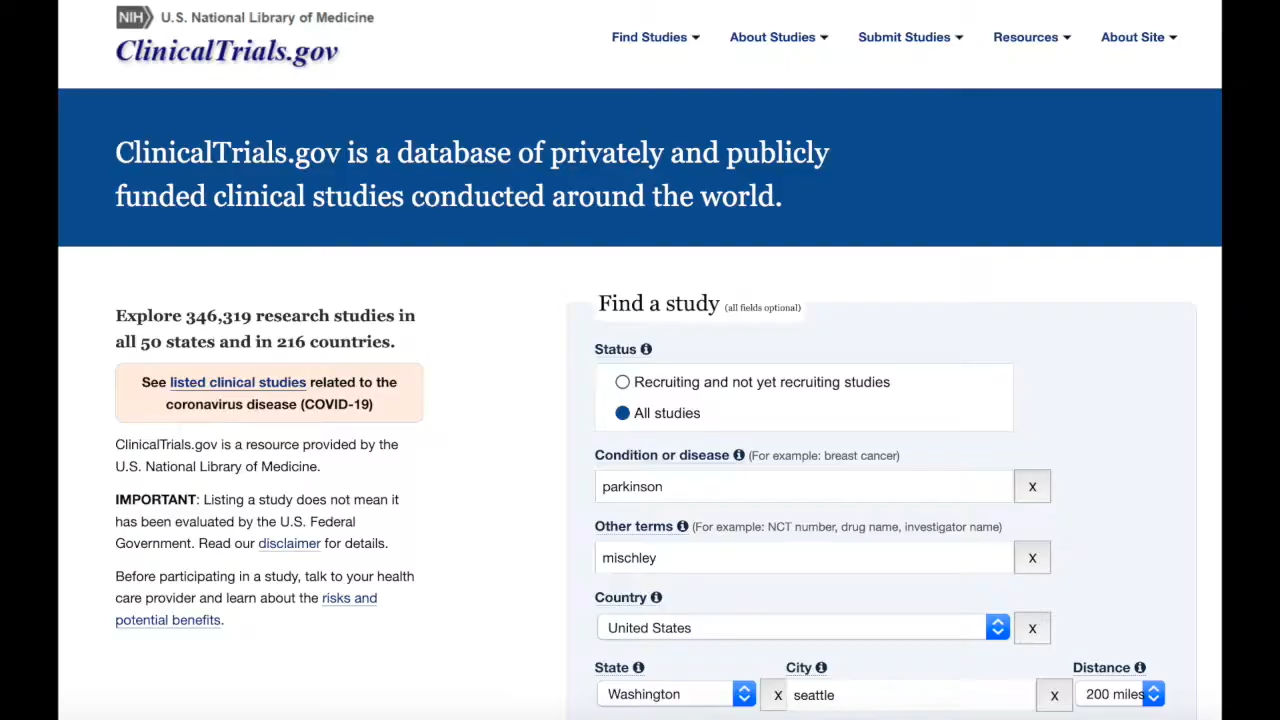 NIH U.S. National Library of Medicine
ClinicalTrials.gov
Find Studies About Studies Submit Studies Resources About Site
ClinicalTrials.gov is a database of privately and publicly
funded clinical studies conducted around the world.
Explore 346,319 research studies in
all 50 states and in 216 countries.
See listed clinical studies related to the
coronavirus disease (COVID-19)
ClinicalTrials.gov is a resource provided by the
U.S. National Library of Medicine.
IMPORTANT: Listing a study does not mean it
has been evaluated by the U.S. Federal
Government. Read our disclaimer for details.
Before participating in a study, talk to your health
care provider and learn about the risks and
potential benefits.
Find a study (all fields optional)
Status
Recruiting and not yet recruiting studies
All studies
Condition or disease (For example: breast cancer)
parkinson x
Other terms (For example: NCT number, drug name, investigator name)
mischley x
Country
United States x
State City Distance
Washington x seattle x 200 miles